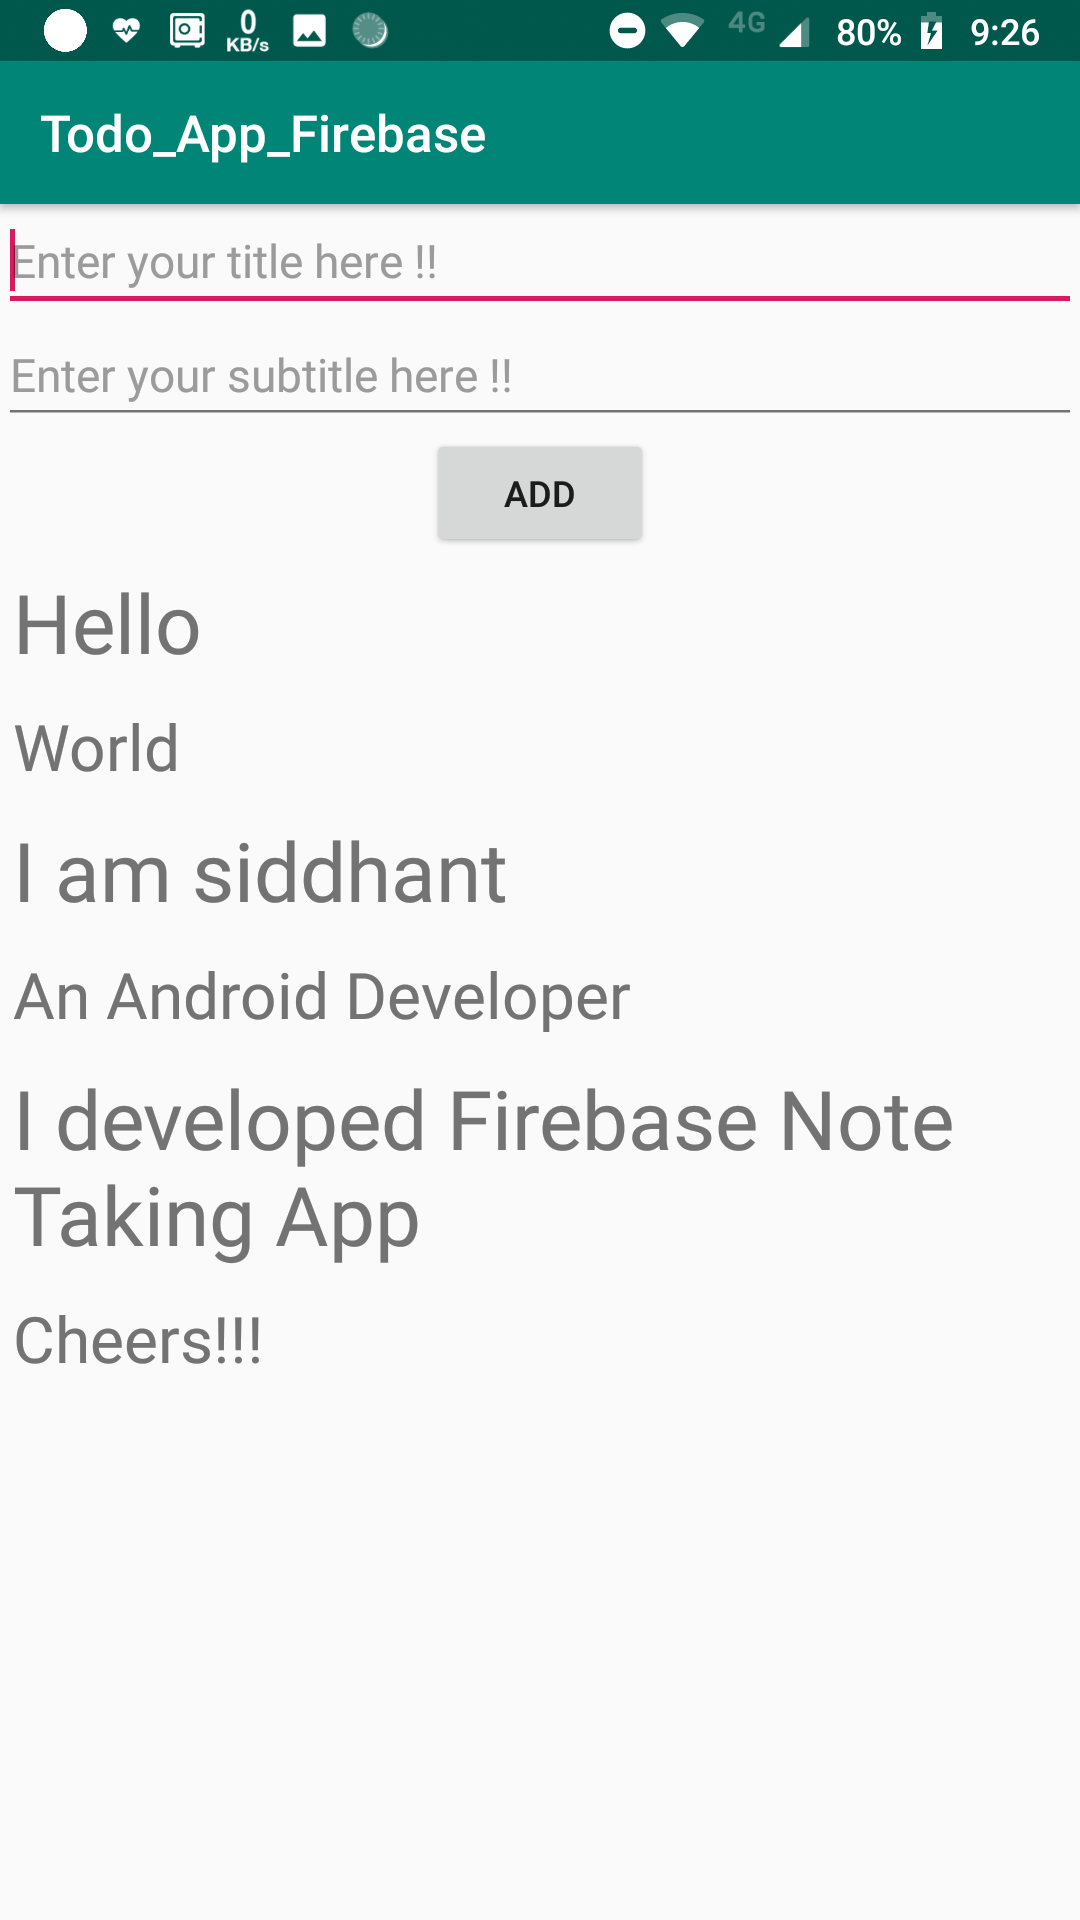 0
KB/s
4G
80%
9:26
Todo_App_Firebase
Enter your title here !!
Enter your subtitle here !!
ADD
Hello
World
I am siddhant
An Android Developer
I developed Firebase Note
Taking App
Cheers!!!